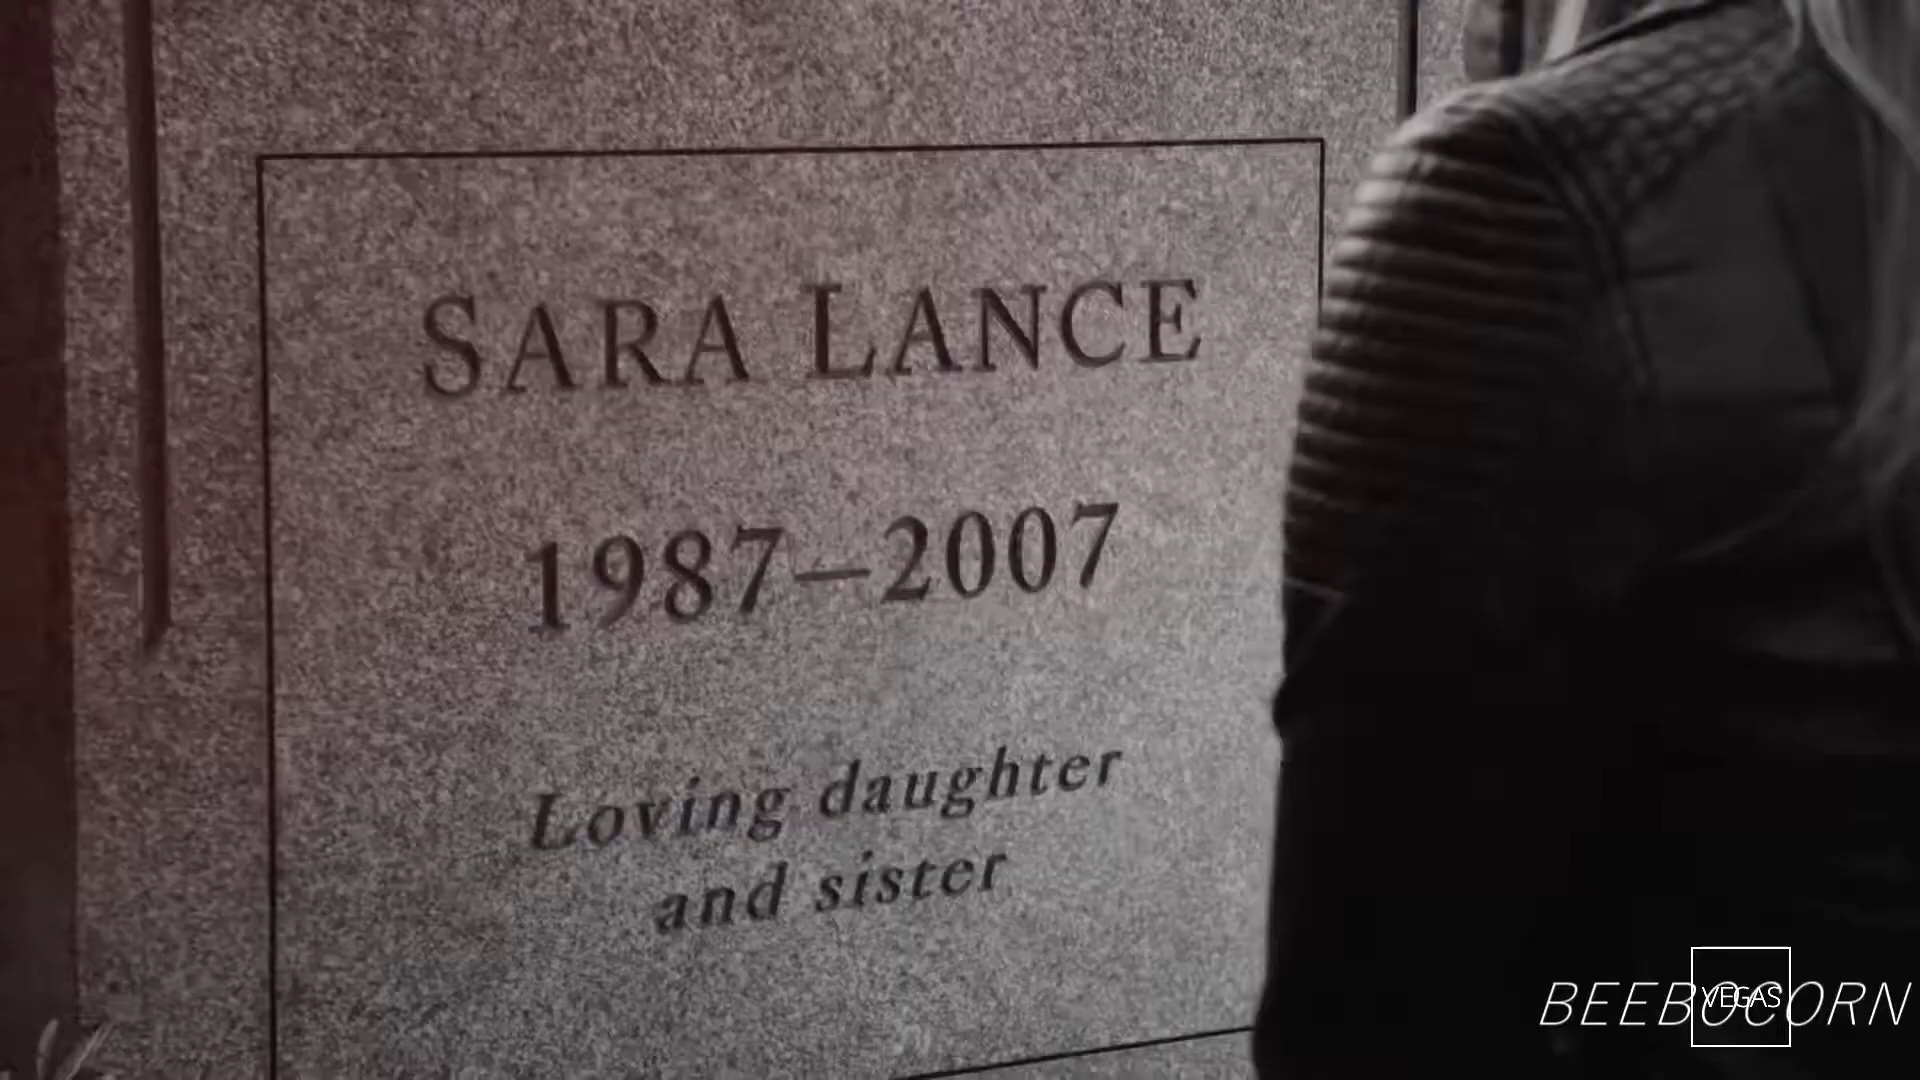 SARA LANCE
1987—2007
Loving daughter
and sister
BEEBOCORN
VEGAS